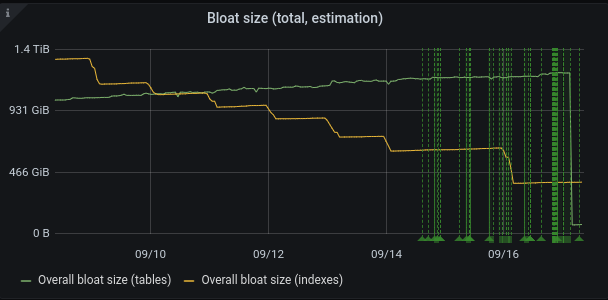 i
Bloat size (total, estimation)
1.4 TiB
931 GiB
466 GiB
0 B
09/10 09/12 09/14 09/16
Overall bloat size (tables) Overall bloat size (indexes)